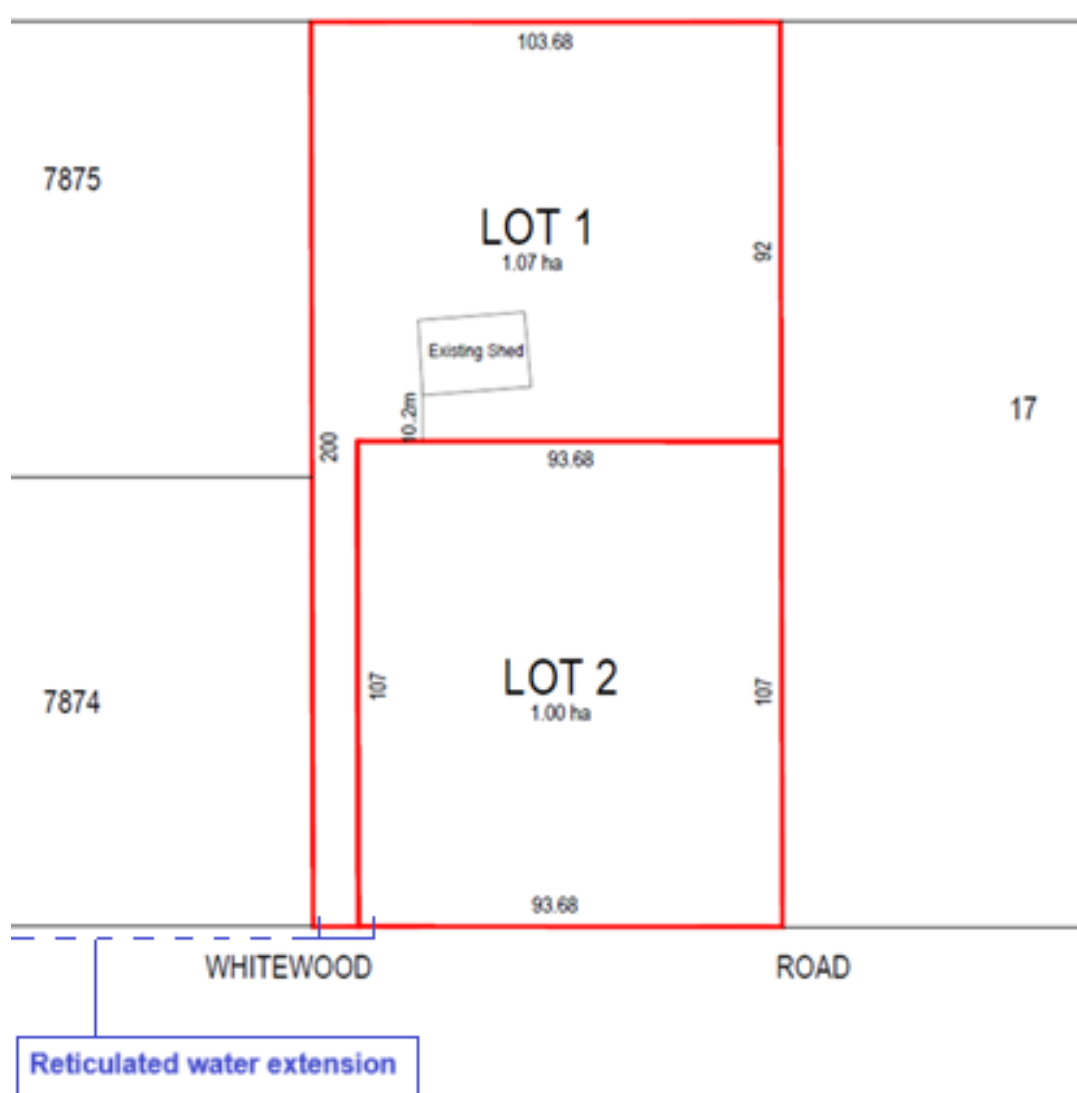 103.68
7875
LOT 1
1.07 ha
92
Existing Shed
10.2m
17
200
93.68
LOT 2
1.00 ha
107
107
7874
93.68
WHITEWOOD ROAD
Reticulated water extension